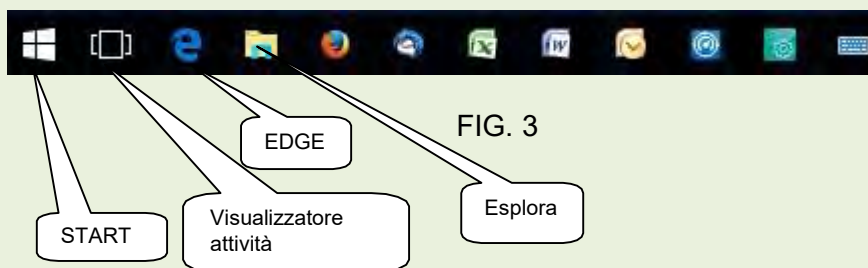 EDGE
FIG. 3
START
Visualizzatore
attività
Esplora